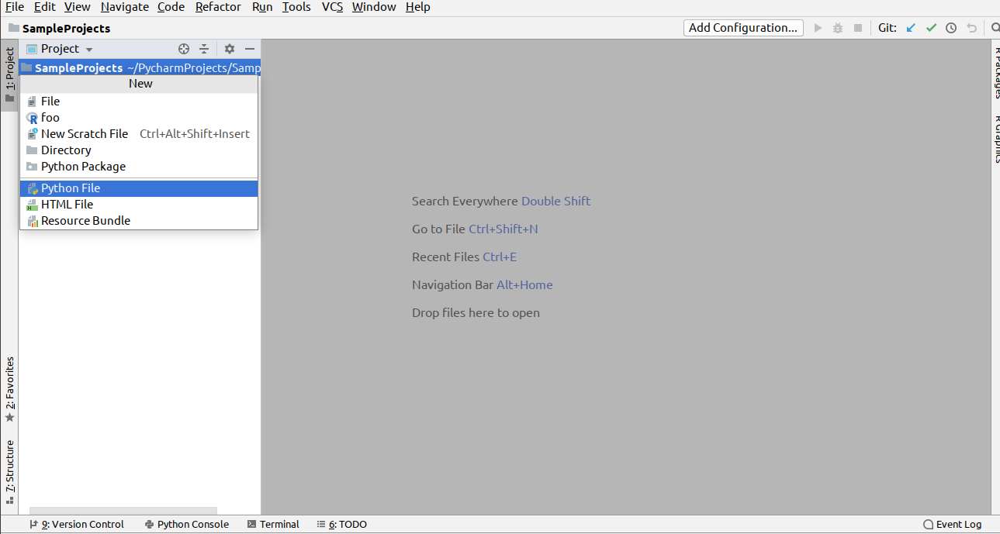 File Edit View Navigate Code Refactor Run Tools VCS Window Help
SampleProjects
Add Configuration... Git:
1: Project
Project
SampleProjects ~/PycharmProjects/Samp
New
File
foo
New Scratch File Ctrl+Alt+Shift+Insert
Directory
Python Package
Python File
HTML File
Resource Bundle
Search Everywhere Double Shift
Go to File Ctrl+Shift+N
Recent Files Ctrl+E
Navigation Bar Alt+Home
Drop files here to open
R Packages
R Graphics
2: Favorites
7: Structure
9: Version Control Python Console Terminal 6: TODO Event Log